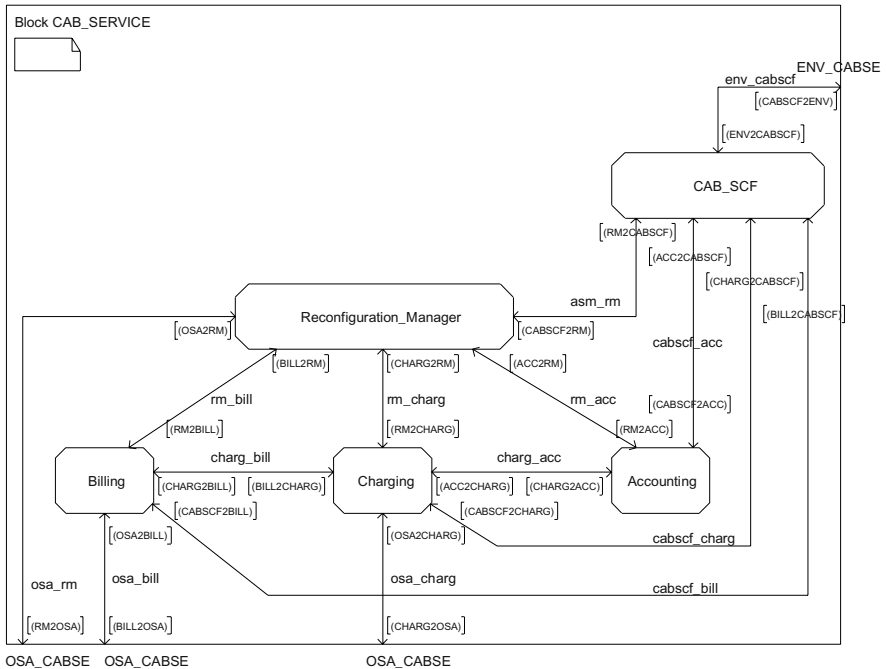 Block CAB_SERVICE
ENV_CABSE
env_cabscf
[(CABSCF2ENV)]
[(ENV2CABSCF)]
CAB_SCF
[(RM2CABSCF)]
[(ACC2CABSCF)]
[(CHARG2CABSCF)]
asm_rm
[(BILL2CABSCF)]
Reconfiguration_Manager
[(OSA2RM)]
[(CABSCF2RM)]
cabscf_acc
[(BILL2RM)]
[(CHARG2RM)]
[(ACC2RM)]
rm_bill
rm_charg
rm_acc
[(CABSCF2ACC)]
[(RM2BILL)]
[(RM2CHARG)]
[(RM2ACC)]
charg_bill
charg_acc
Billing
Charging
Accounting
[(CHARG2BILL)]
[(BILL2CHARG)]
[(ACC2CHARG)]
[(CHARG2ACC)]
[(CABSCF2BILL)]
[(CABSCF2CHARG)]
[(OSA2BILL)]
[(OSA2CHARG)]
cabscf_charg
osa_rm
osa_bill
osa_charg
cabscf_bill
[(RM2OSA)]
[(BILL2OSA)]
[(CHARG2OSA)]
OSA_CABSE
OSA_CABSE
OSA_CABSE